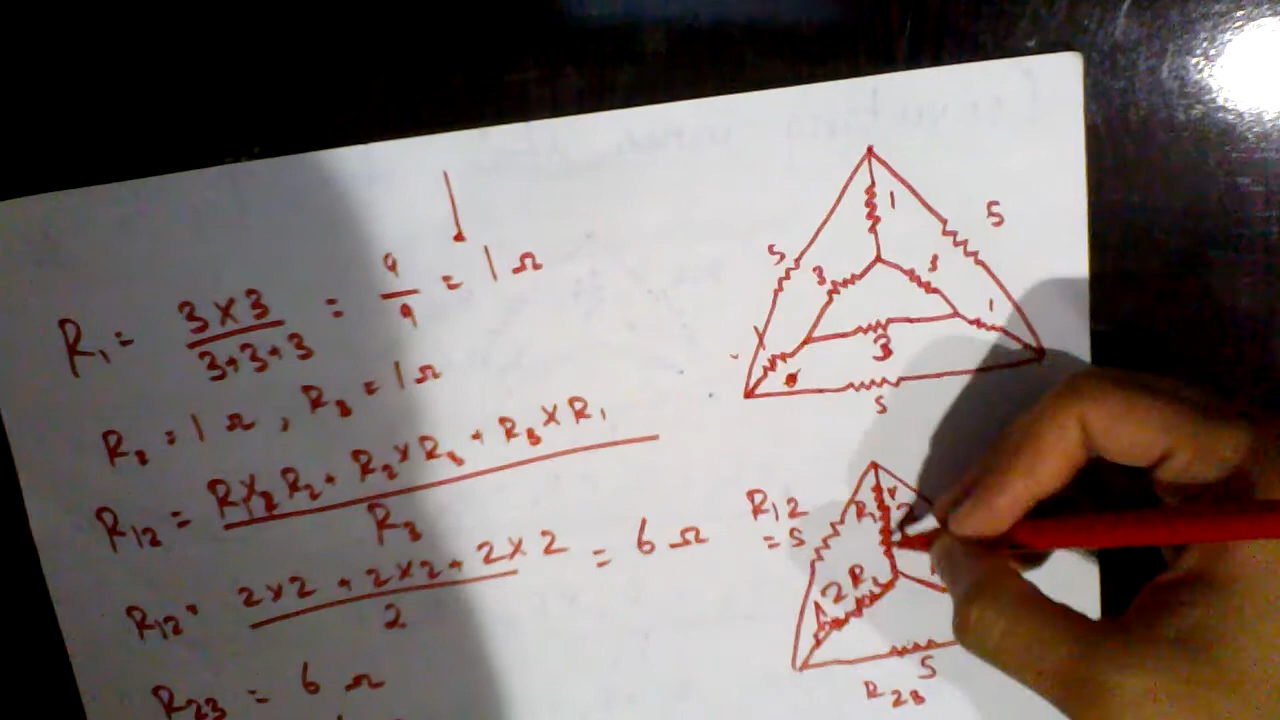 R₁ = 3×3 / 3+3+3 = 9/9 = 1 Ω
R₂ = 1 Ω, R₃ = 1 Ω
R₁₂ = R₁×R₂ + R₂×R₃ + R₃×R₁ / R₃
R₁₂ = 2×2 + 2×2 + 2×2 / 2 = 6 Ω
R₂₃ = 6 Ω
1
5
5
3
3
1
3
5
R₁₂
= 5
R₁
2 R₂
5
R₂₃